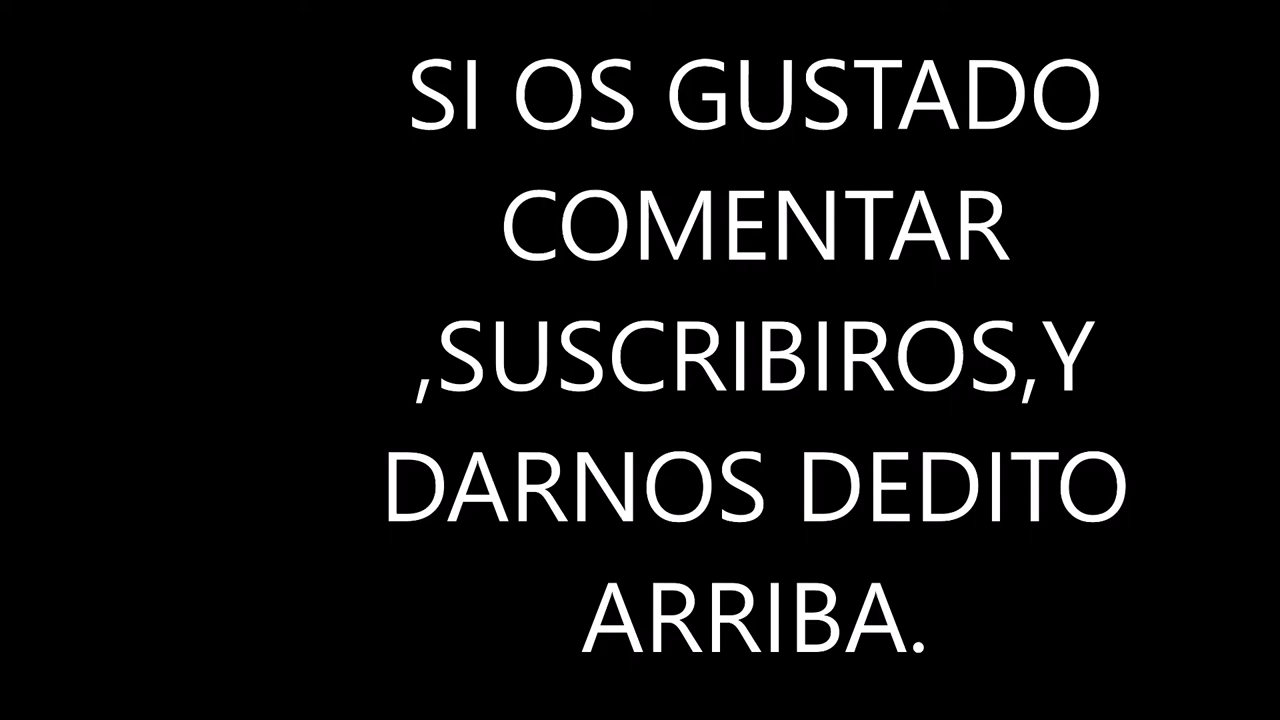 SI OS GUSTADO
COMENTAR
,SUSCRIBIROS,Y
DARNOS DEDITO
ARRIBA.